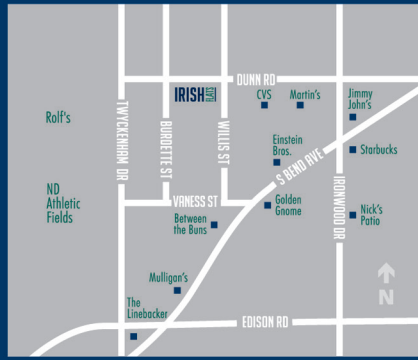 DUNN RD
IRISH FLATS
CVS
Martin's
Jimmy
John's
Rolf's
TWYCKENHAM DR
BURDETTE ST
WILLIS ST
Einstein
Bros.
Starbucks
S BEND AVE
IRONWOOD DR
ND
Athletic
Fields
VANESS ST
Golden
Gnome
Nick's
Patio
Between
the Buns
Mulligan's
N
The
Linebacker
EDISON RD